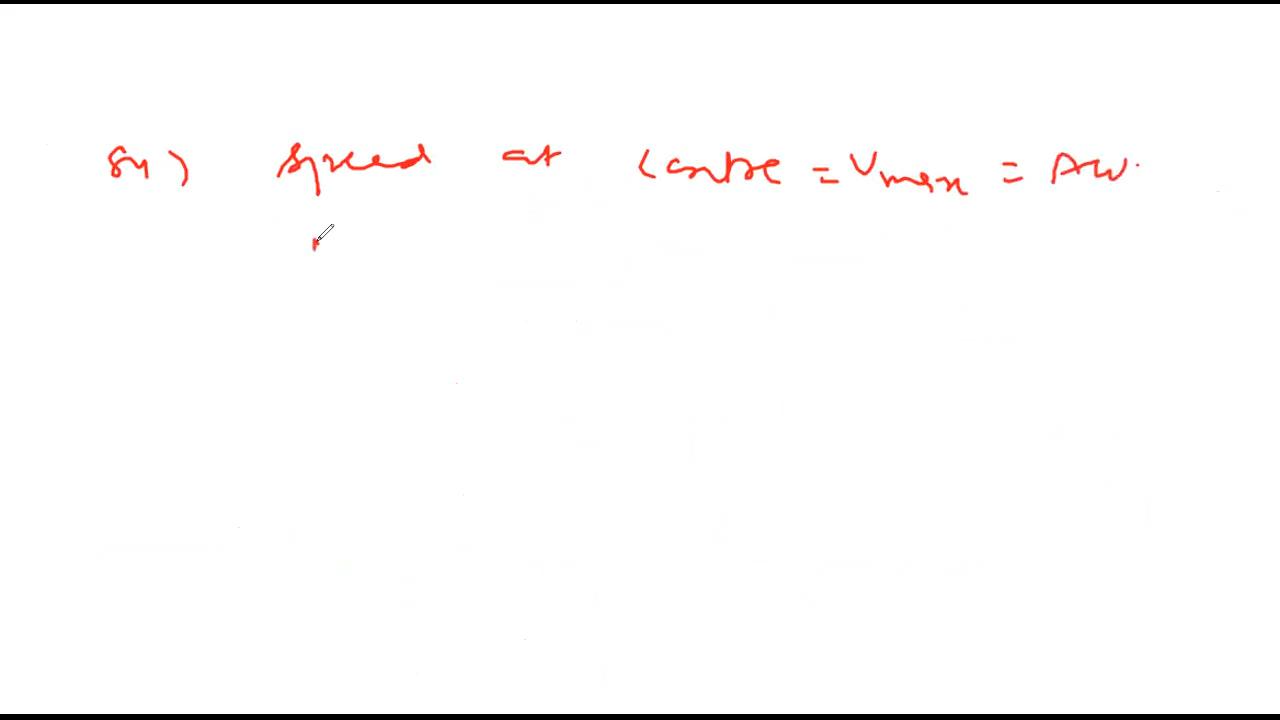 84) Speed at centre = Vmax = Aω.